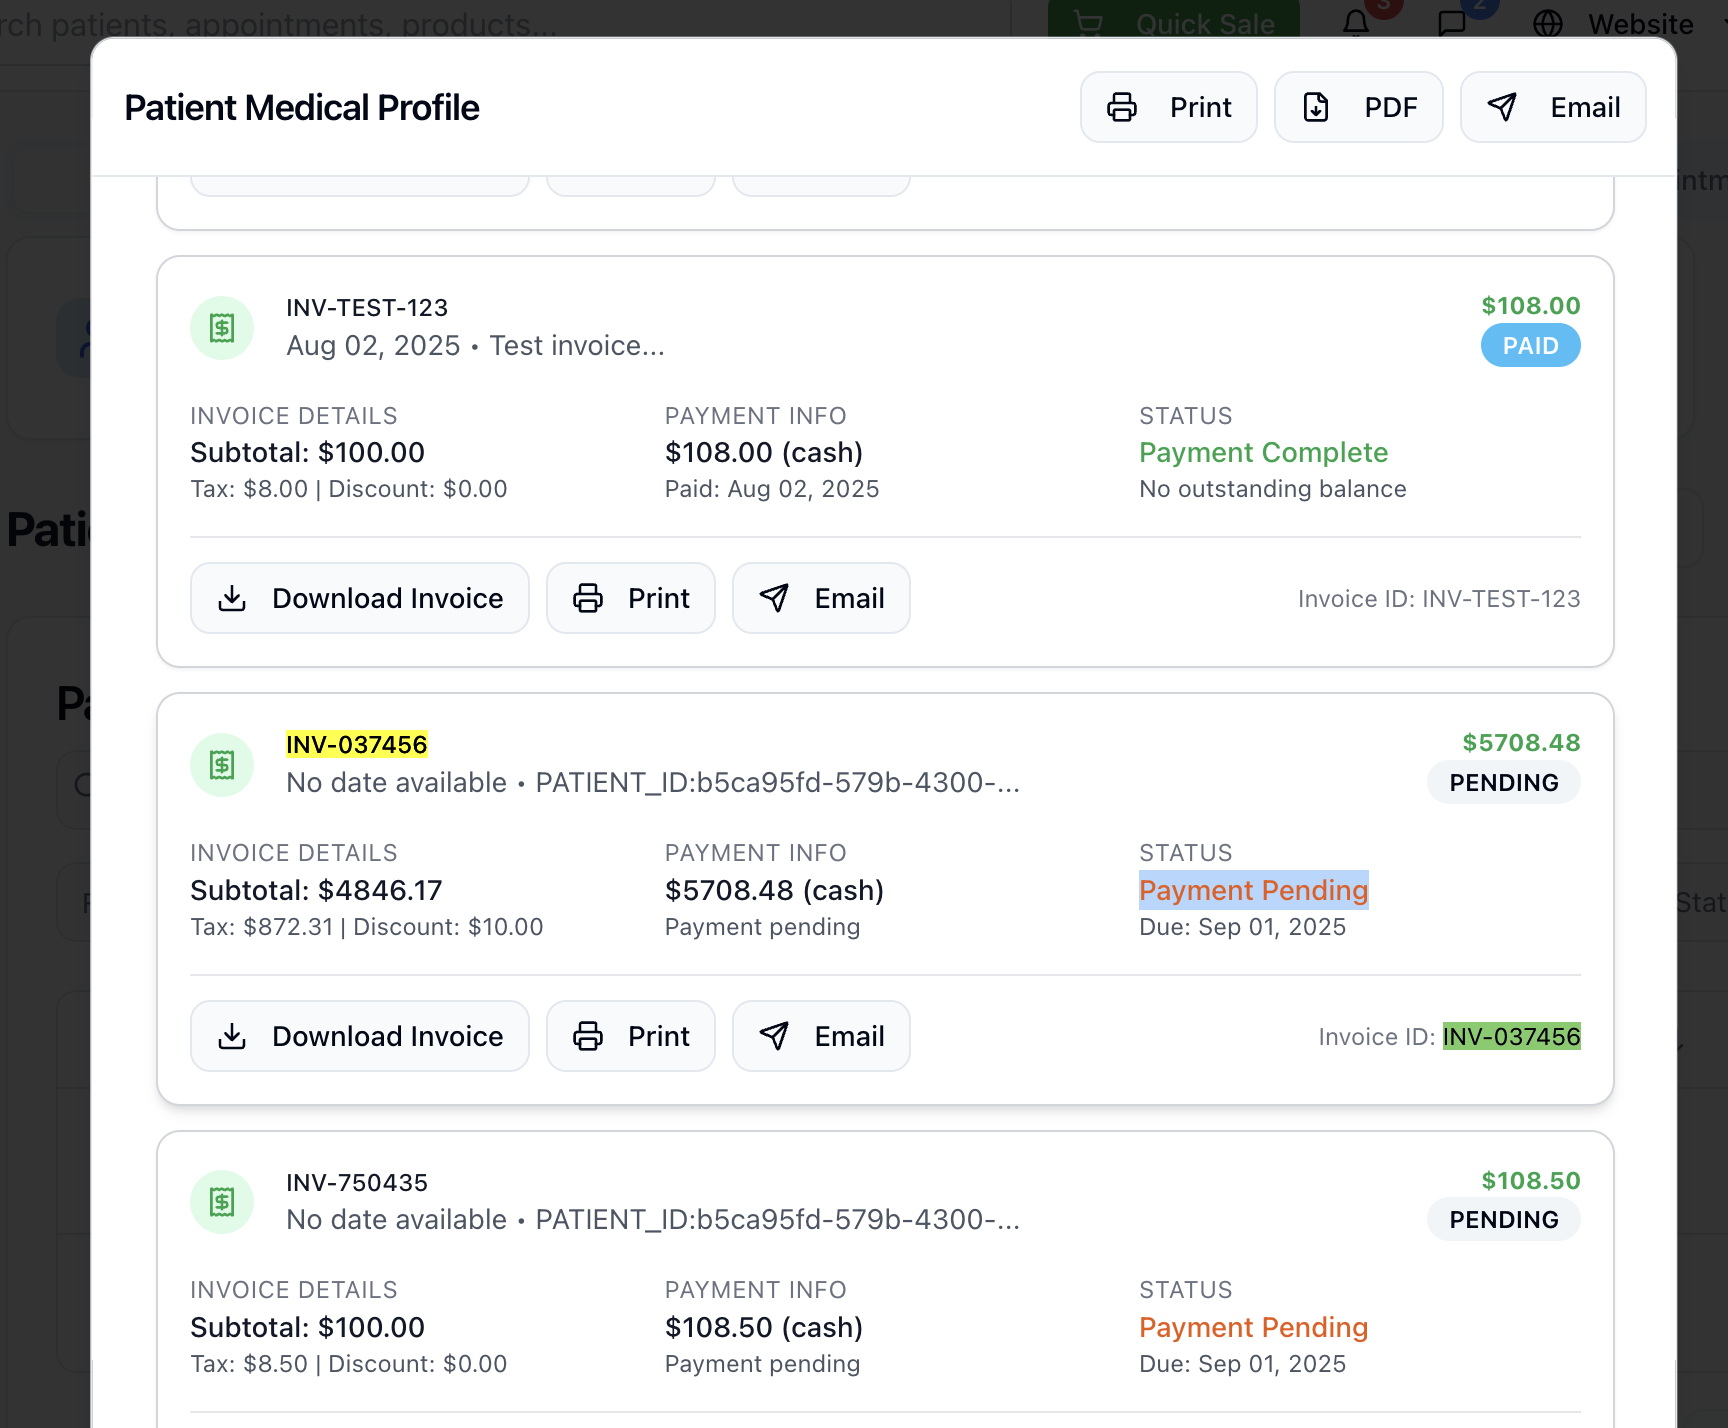 rch patients, appointments, products...
Quick Sale
3
2
Website
Patient Medical Profile
Print
PDF
Email
INV-TEST-123
Aug 02, 2025 • Test invoice...
$108.00
PAID
INVOICE DETAILS
Subtotal: $100.00
Tax: $8.00 | Discount: $0.00
PAYMENT INFO
$108.00 (cash)
Paid: Aug 02, 2025
STATUS
Payment Complete
No outstanding balance
Download Invoice
Print
Email
Invoice ID: INV-TEST-123
INV-037456
No date available • PATIENT_ID:b5ca95fd-579b-4300-...
$5708.48
PENDING
INVOICE DETAILS
Subtotal: $4846.17
Tax: $872.31 | Discount: $10.00
PAYMENT INFO
$5708.48 (cash)
Payment pending
STATUS
Payment Pending
Due: Sep 01, 2025
Download Invoice
Print
Email
Invoice ID: INV-037456
INV-750435
No date available • PATIENT_ID:b5ca95fd-579b-4300-...
$108.50
PENDING
INVOICE DETAILS
Subtotal: $100.00
Tax: $8.50 | Discount: $0.00
PAYMENT INFO
$108.50 (cash)
Payment pending
STATUS
Payment Pending
Due: Sep 01, 2025